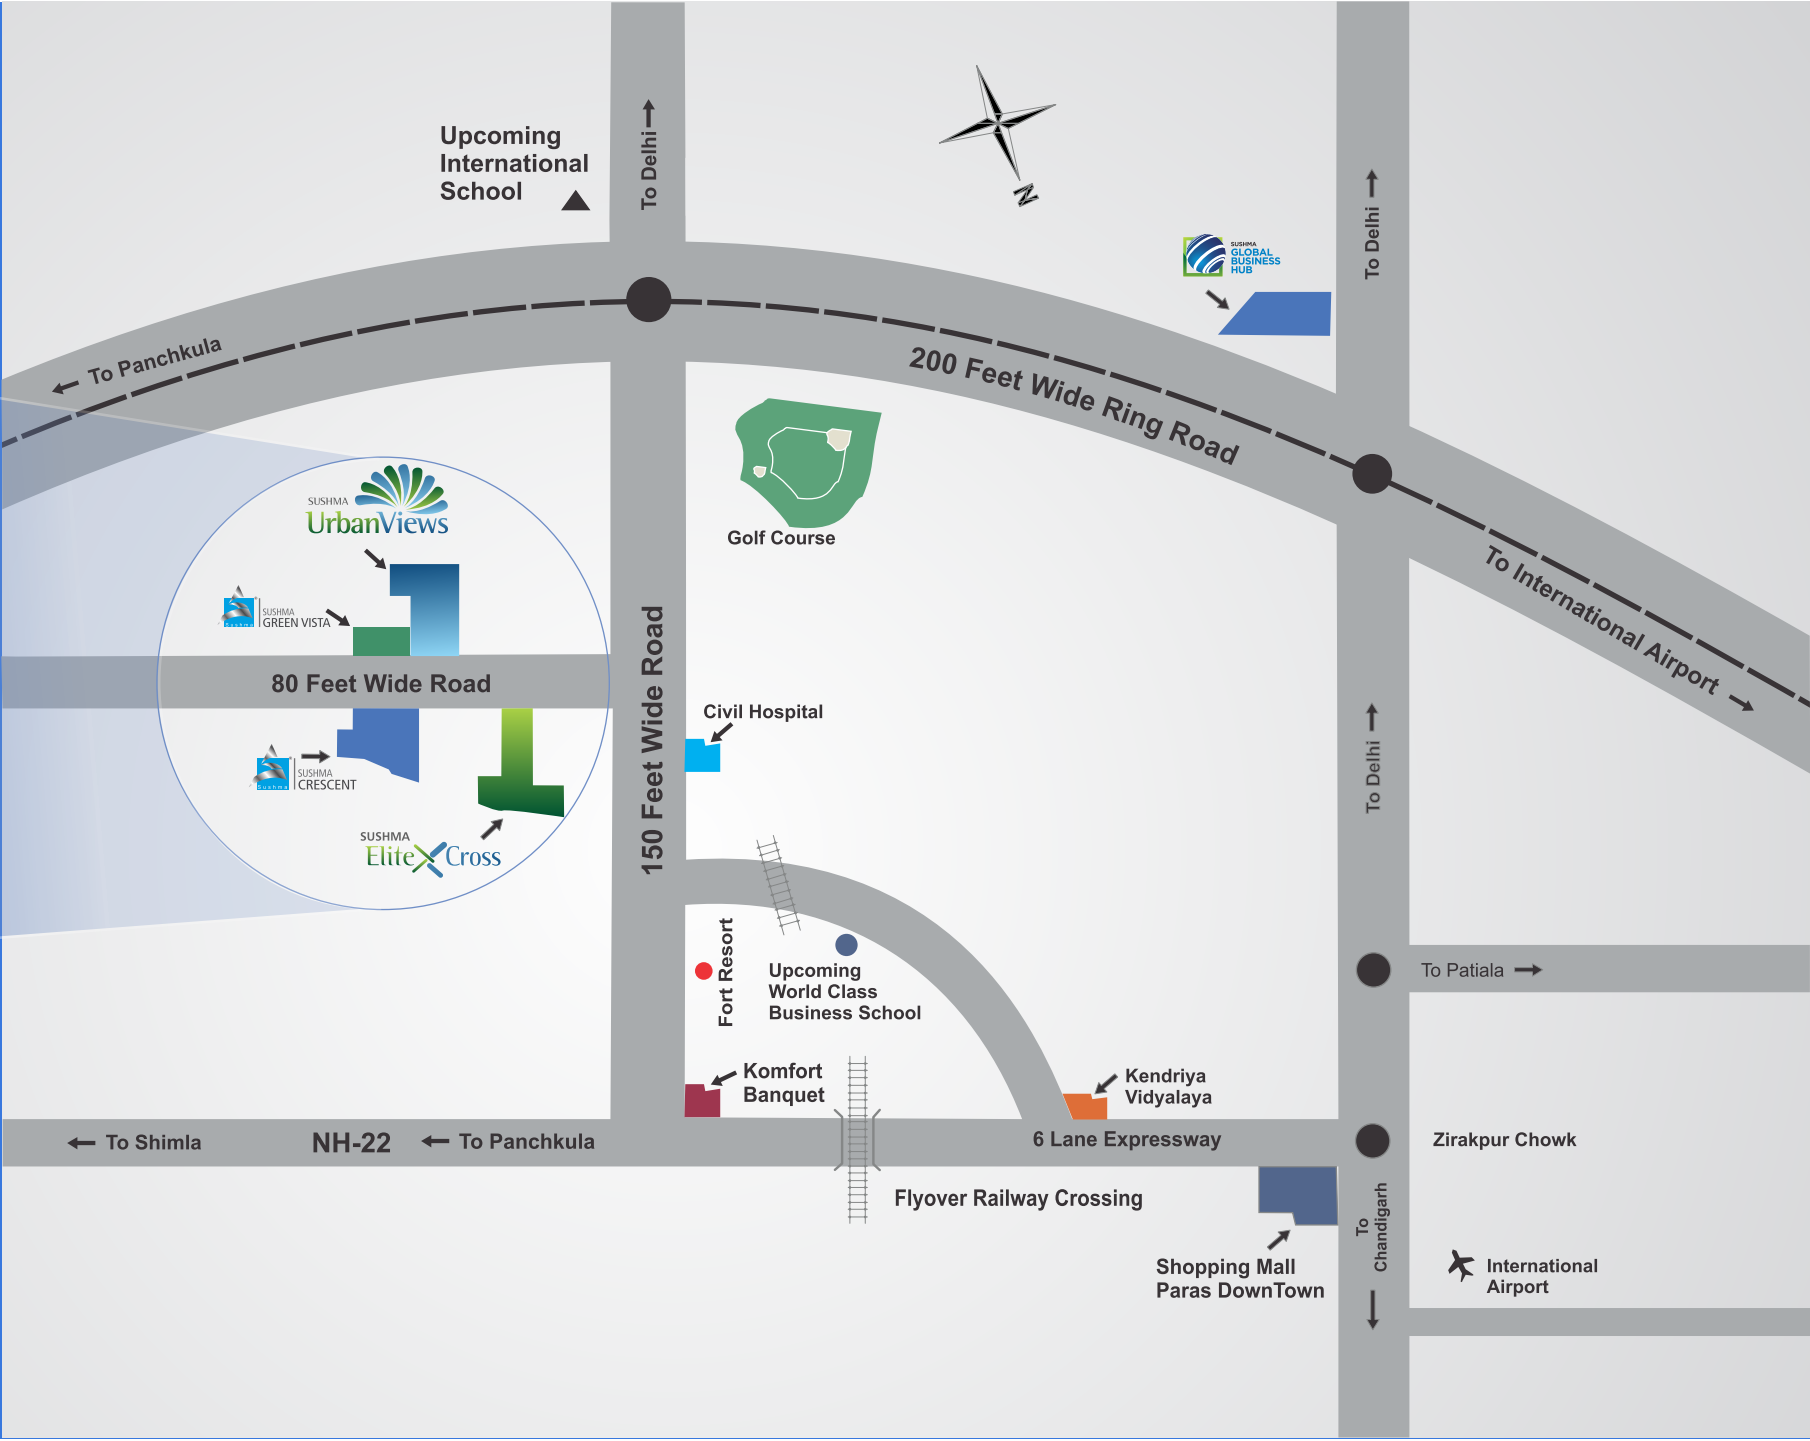 Upcoming
International
School
To Delhi
N
To Delhi
SUSHMA
GLOBAL
BUSINESS
HUB
To Panchkula
200 Feet Wide Ring Road
Golf Course
SUSHMA
UrbanViews
Sushma
SUSHMA
GREEN VISTA
80 Feet Wide Road
150 Feet Wide Road
To International Airport
Civil Hospital
To Delhi
Sushma
SUSHMA
CRESCENT
SUSHMA
EliteXCross
Fort Resort
Upcoming
World Class
Business School
To Patiala
Komfort
Banquet
Kendriya
Vidyalaya
To Shimla
NH-22
To Panchkula
6 Lane Expressway
Zirakpur Chowk
Flyover Railway Crossing
To
Chandigarh
Shopping Mall
Paras DownTown
International
Airport